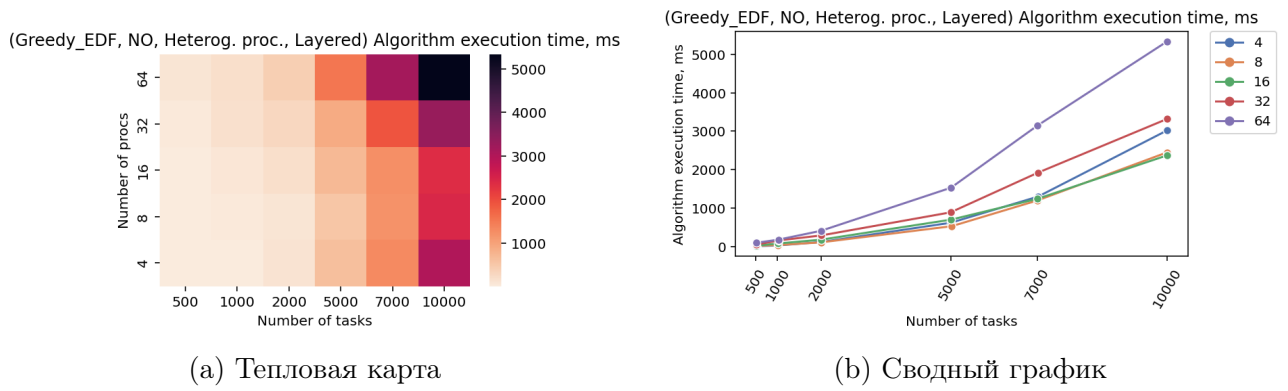 (Greedy_EDF, NO, Heterog. proc., Layered) Algorithm execution time, ms
Number of procs
64
32
16
8
4
500 1000 2000 5000 7000 10000
Number of tasks
5000
4000
3000
2000
1000
(a) Тепловая карта
(Greedy_EDF, NO, Heterog. proc., Layered) Algorithm execution time, ms
Algorithm execution time, ms
5000
4000
3000
2000
1000
0
500 1000 2000 5000 7000 10000
Number of tasks
4
8
16
32
64
(b) Сводный график